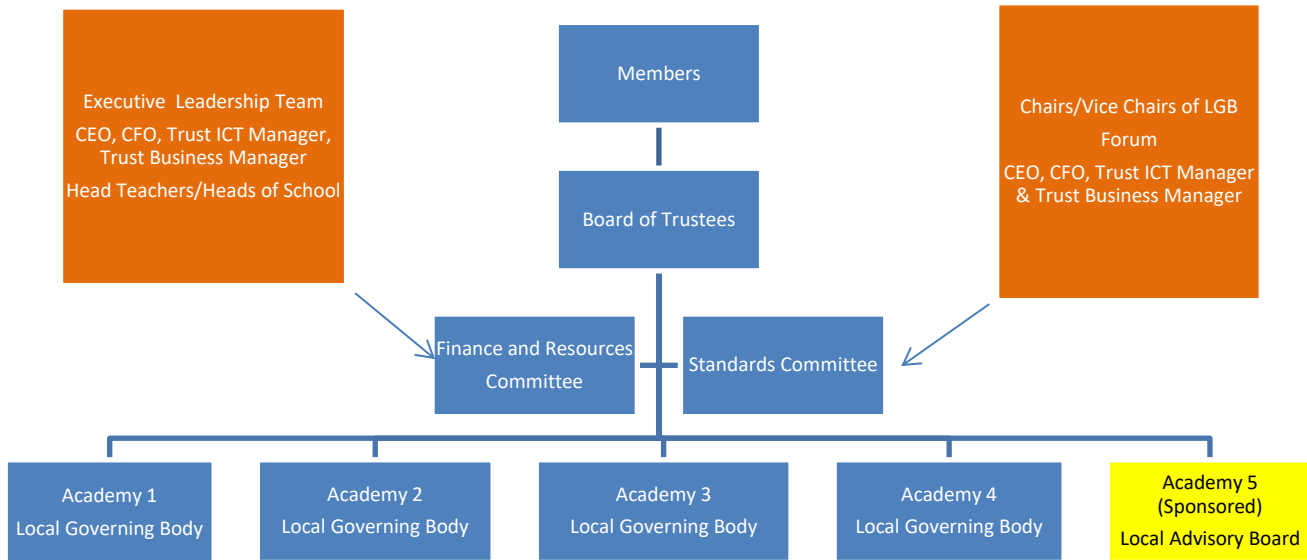 Executive Leadership Team
CEO, CFO, Trust ICT Manager,
Trust Business Manager
Head Teachers/Heads of School
Members
Chairs/Vice Chairs of LGB
Forum
CEO, CFO, Trust ICT Manager
& Trust Business Manager
Board of Trustees
Finance and Resources
Committee
Standards Committee
Academy 1
Local Governing Body
Academy 2
Local Governing Body
Academy 3
Local Governing Body
Academy 4
Local Governing Body
Academy 5
(Sponsored)
Local Advisory Board